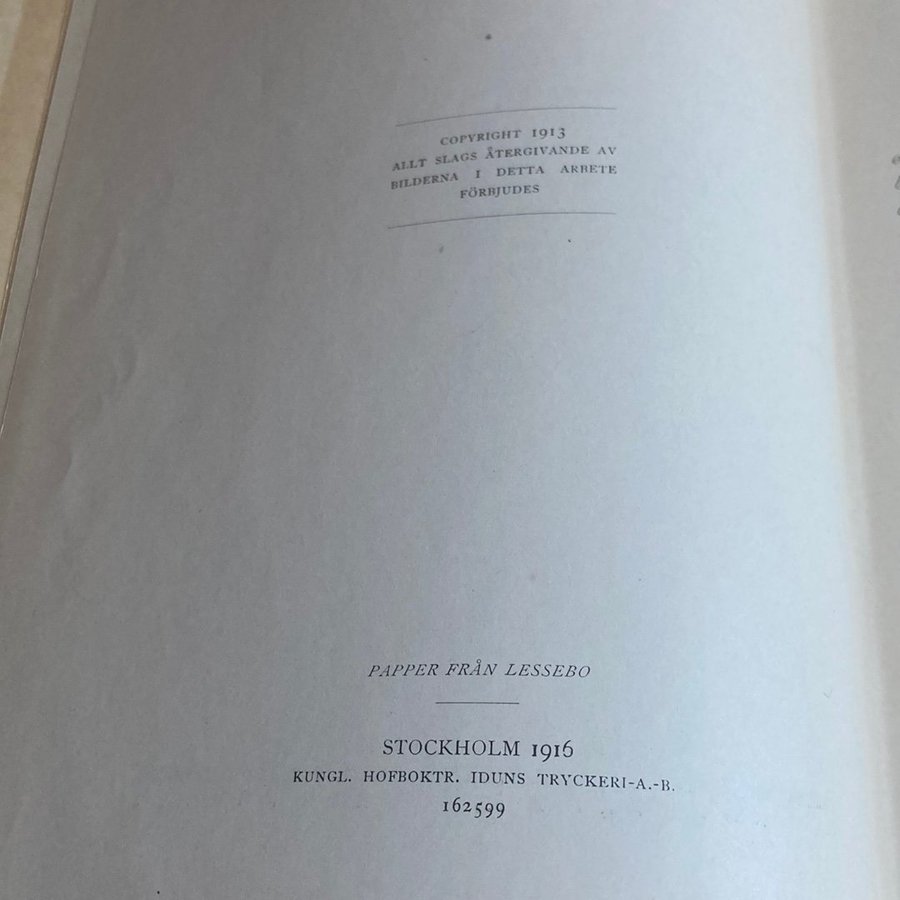 COPYRIGHT 1913
ALLT SLAGS ÅTERGIVANDE AV
BILDERNA I DETTA ARBETE
FÖRBJUDES
PAPPER FRÅN LESSEBO
STOCKHOLM 1916
KUNGL. HOFBOKTR. IDUNS TRYCKERI-A.-B.
162599